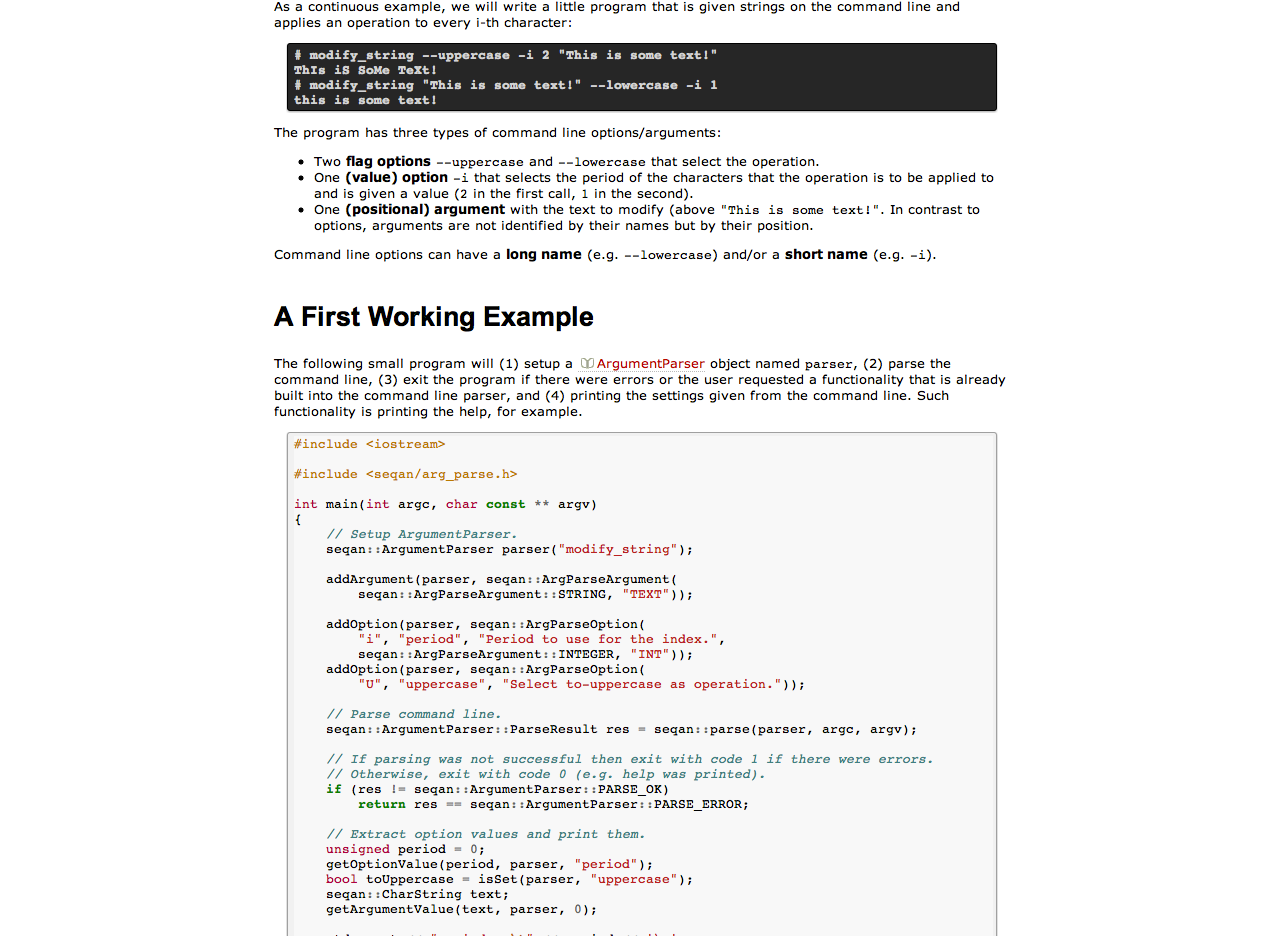 As a continuous example, we will write a little program that is given strings on the command line and
applies an operation to every i-th character:
# modify_string --uppercase -i 2 "This is some text!"
ThIs iS SoMe TeXt!
# modify_string "This is some text!" --lowercase -i 1
this is some text!
The program has three types of command line options/arguments:
• Two flag options --uppercase and --lowercase that select the operation.
• One (value) option -i that selects the period of the characters that the operation is to be applied to
and is given a value (2 in the first call, 1 in the second).
• One (positional) argument with the text to modify (above "This is some text!". In contrast to
options, arguments are not identified by their names but by their position.
Command line options can have a long name (e.g. --lowercase) and/or a short name (e.g. -i).
A First Working Example
The following small program will (1) setup a ArgumentParser object named parser, (2) parse the
command line, (3) exit the program if there were errors or the user requested a functionality that is already
built into the command line parser, and (4) printing the settings given from the command line. Such
functionality is printing the help, for example.
#include <iostream>
#include <seqan/arg_parse.h>
int main(int argc, char const ** argv)
{
// Setup ArgumentParser.
seqan::ArgumentParser parser("modify_string");
addArgument(parser, seqan::ArgParseArgument(
seqan::ArgParseArgument::STRING, "TEXT"));
addOption(parser, seqan::ArgParseOption(
"i", "period", "Period to use for the index.",
seqan::ArgParseArgument::INTEGER, "INT"));
addOption(parser, seqan::ArgParseOption(
"U", "uppercase", "Select to-uppercase as operation."));
// Parse command line.
seqan::ArgumentParser::ParseResult res = seqan::parse(parser, argc, argv);
// If parsing was not successful then exit with code 1 if there were errors.
// Otherwise, exit with code 0 (e.g. help was printed).
if (res != seqan::ArgumentParser::PARSE_OK)
return res == seqan::ArgumentParser::PARSE_ERROR;
// Extract option values and print them.
unsigned period = 0;
getOptionValue(period, parser, "period");
bool toUppercase = isSet(parser, "uppercase");
seqan::CharString text;
getArgumentValue(text, parser, 0);